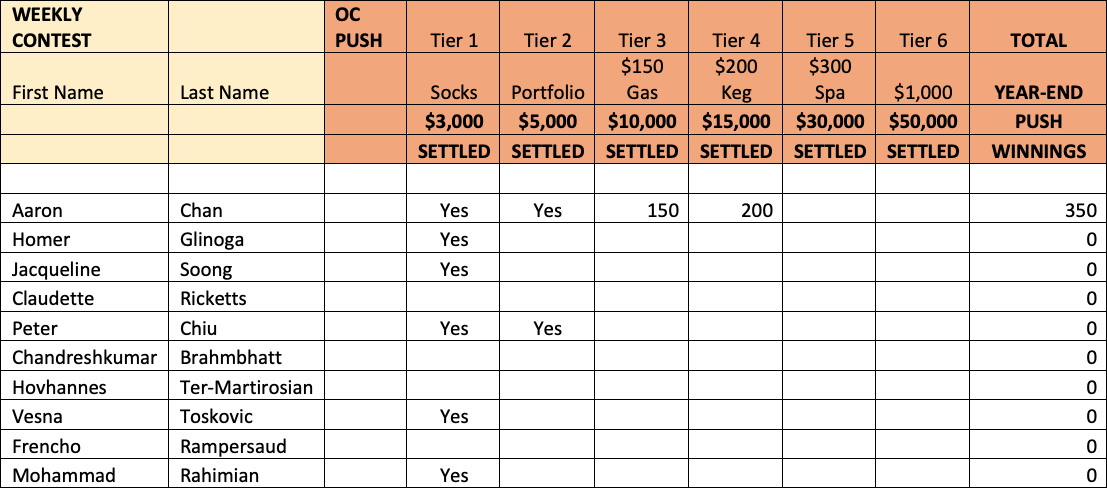 WEEKLY CONTEST OC PUSH Tier 1 Tier 2 Tier 3 Tier 4 Tier 5 Tier 6 TOTAL
First Name Last Name Socks Portfolio $150 Gas $200 Keg $300 Spa $1,000 YEAR-END
$3,000 $5,000 $10,000 $15,000 $30,000 $50,000 PUSH
SETTLED SETTLED SETTLED SETTLED SETTLED SETTLED WINNINGS
Aaron Chan Yes Yes 150 200 350
Homer Glinoga Yes 0
Jacqueline Soong Yes 0
Claudette Ricketts 0
Peter Chiu Yes Yes 0
Chandreshkumar Brahmbhatt 0
Hovhannes Ter-Martirosian 0
Vesna Toskovic Yes 0
Frencho Rampersaud 0
Mohammad Rahimian Yes 0